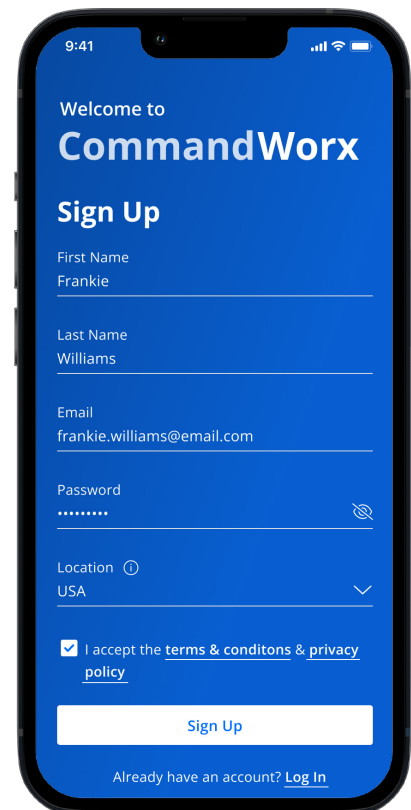 9:41
Welcome to
CommandWorx
Sign Up
First Name
Frankie
Last Name
Williams
Email
frankie.williams@email.com
Password
•••••••••
Location ⓘ
USA
I accept the terms & conditons & privacy
policy
Sign Up
Already have an account? Log In